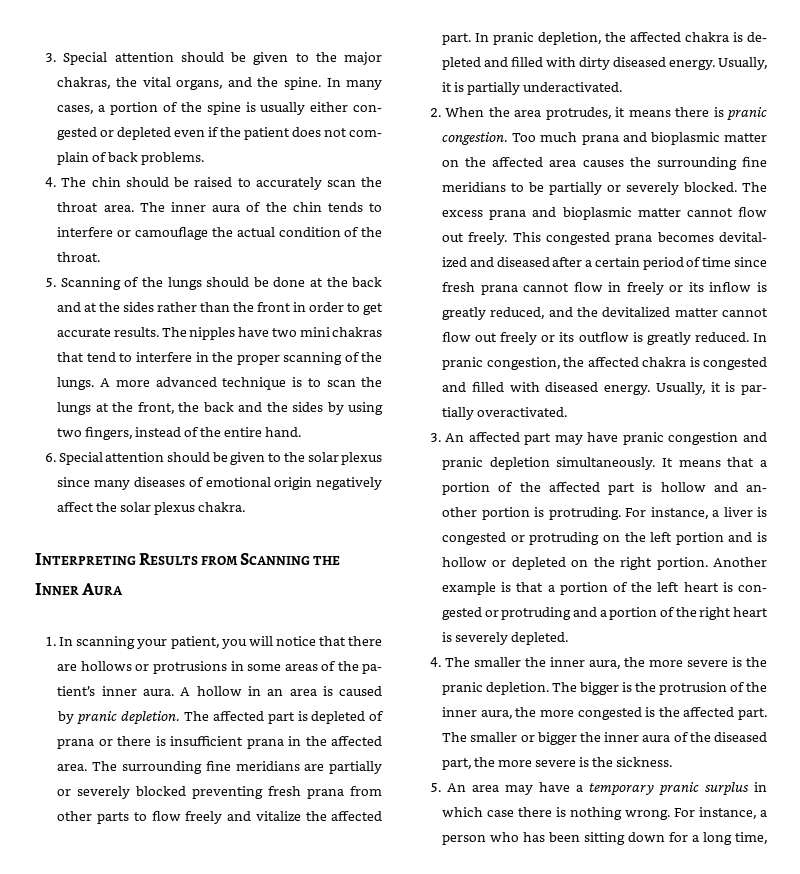 3. Special attention should be given to the major
chakras, the vital organs, and the spine. In many
cases, a portion of the spine is usually either con-
gested or depleted even if the patient does not com-
plain of back problems.
4. The chin should be raised to accurately scan the
throat area. The inner aura of the chin tends to
interfere or camouflage the actual condition of the
throat.
5. Scanning of the lungs should be done at the back
and at the sides rather than the front in order to get
accurate results. The nipples have two mini chakras
that tend to interfere in the proper scanning of the
lungs. A more advanced technique is to scan the
lungs at the front, the back and the sides by using
two fingers, instead of the entire hand.
6. Special attention should be given to the solar plexus
since many diseases of emotional origin negatively
affect the solar plexus chakra.
Interpreting Results from Scanning the
Inner Aura
1. In scanning your patient, you will notice that there
are hollows or protrusions in some areas of the pa-
tient's inner aura. A hollow in an area is caused
by pranic depletion. The affected part is depleted of
prana or there is insufficient prana in the affected
area. The surrounding fine meridians are partially
or severely blocked preventing fresh prana from
other parts to flow freely and vitalize the affected
part. In pranic depletion, the affected chakra is de-
pleted and filled with dirty diseased energy. Usually,
it is partially underactivated.
2. When the area protrudes, it means there is pranic
congestion. Too much prana and bioplasmic matter
on the affected area causes the surrounding fine
meridians to be partially or severely blocked. The
excess prana and bioplasmic matter cannot flow
out freely. This congested prana becomes devital-
ized and diseased after a certain period of time since
fresh prana cannot flow in freely or its inflow is
greatly reduced, and the devitalized matter cannot
flow out freely or its outflow is greatly reduced. In
pranic congestion, the affected chakra is congested
and filled with diseased energy. Usually, it is par-
tially overactivated.
3. An affected part may have pranic congestion and
pranic depletion simultaneously. It means that a
portion of the affected part is hollow and an-
other portion is protruding. For instance, a liver is
congested or protruding on the left portion and is
hollow or depleted on the right portion. Another
example is that a portion of the left heart is con-
gested or protruding and a portion of the right heart
is severely depleted.
4. The smaller the inner aura, the more severe is the
pranic depletion. The bigger is the protrusion of the
inner aura, the more congested is the affected part.
The smaller or bigger the inner aura of the diseased
part, the more severe is the sickness.
5. An area may have a temporary pranic surplus in
which case there is nothing wrong. For instance, a
person who has been sitting down for a long time,